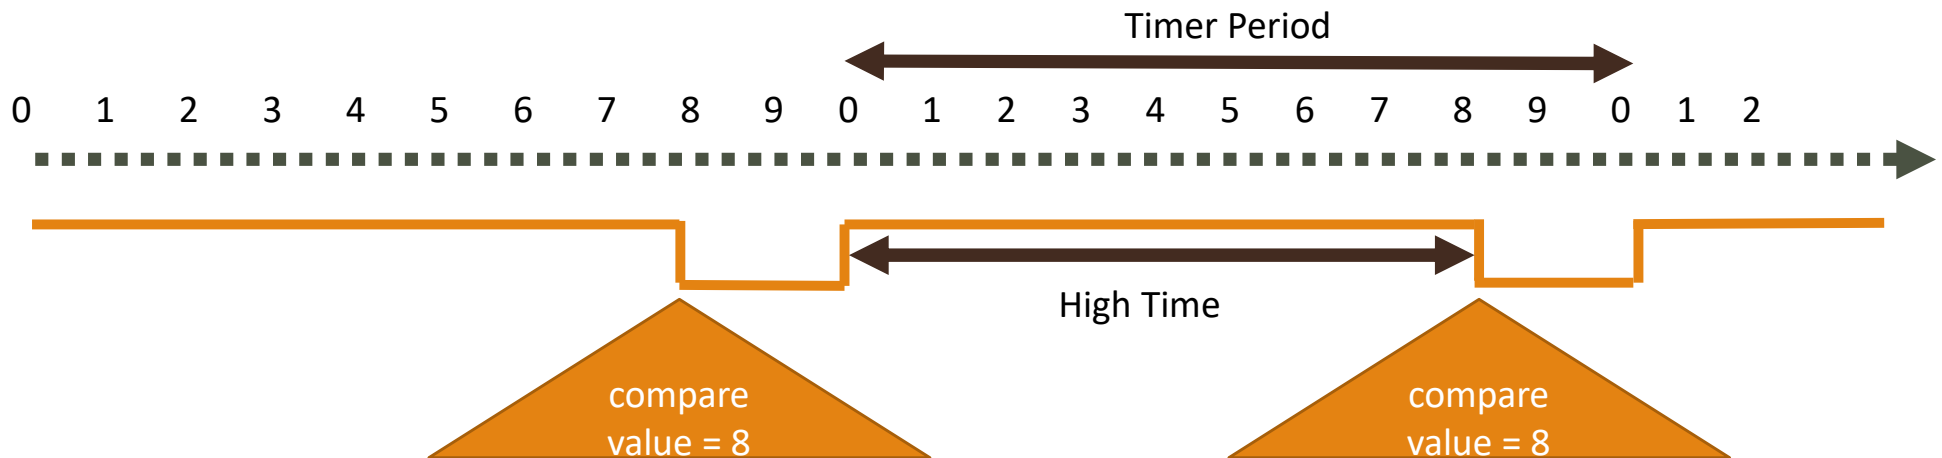 Timer Period
0 1 2 3 4 5 6 7 8 9 0 1 2 3 4 5 6 7 8 9 0 1 2
High Time
compare
value = 8
compare
value = 8